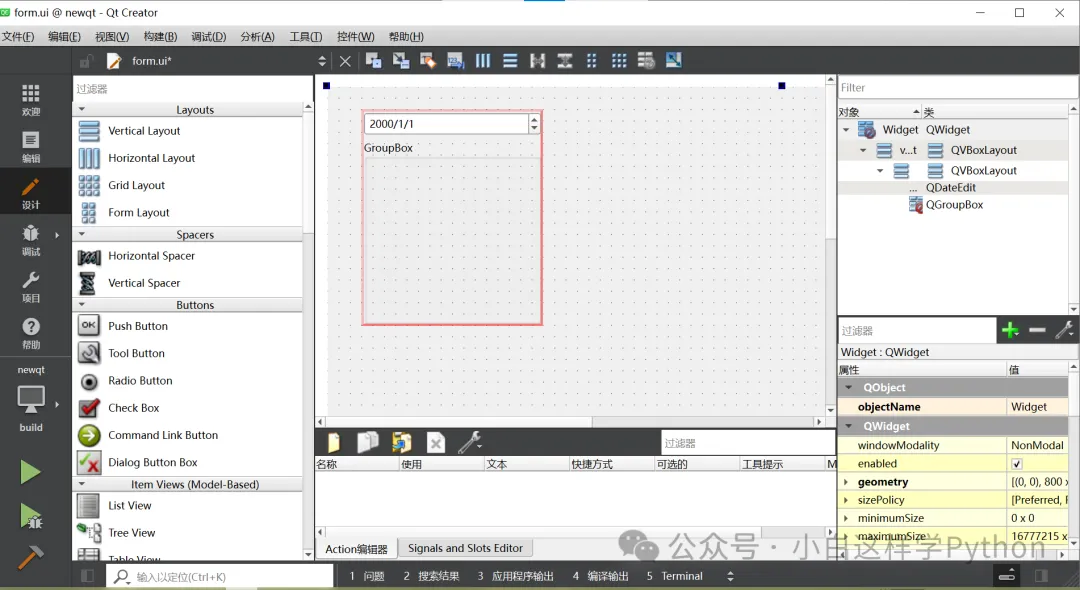 form.ui @ newqt - Qt Creator
文件(F) 编辑(E) 视图(V) 构建(B) 调试(D) 分析(A) 工具(T) 控件(W) 帮助(H)
form.ui*
欢迎
编辑
设计
调试
项目
帮助
newqt
build
过滤器
Layouts
Vertical Layout
Horizontal Layout
Grid Layout
Form Layout
Spacers
Horizontal Spacer
Vertical Spacer
Buttons
Push Button
Tool Button
Radio Button
Check Box
Command Link Button
Dialog Button Box
Item Views (Model-Based)
List View
Tree View
Table View
2000/1/1
GroupBox
Filter
对象 类
Widget QWidget
v...t QVBoxLayout
QVBoxLayout
... QDateEdit
QGroupBox
过滤器
Widget : QWidget
属性 值
QObject
objectName Widget
QWidget
windowModality NonModal
enabled
geometry [(0, 0), 800 x
sizePolicy [Preferred, P
minimumSize 0 x 0
maximumSize 16777215 x
过滤器
名称 使用 文本 快捷方式 可选的 工具提示 M
Action编辑器 Signals and Slots Editor
公众号 · 小白这样学Python
输入以定位(Ctrl+K)
1 问题 2 搜索结果 3 应用程序输出 4 编译输出 5 Terminal